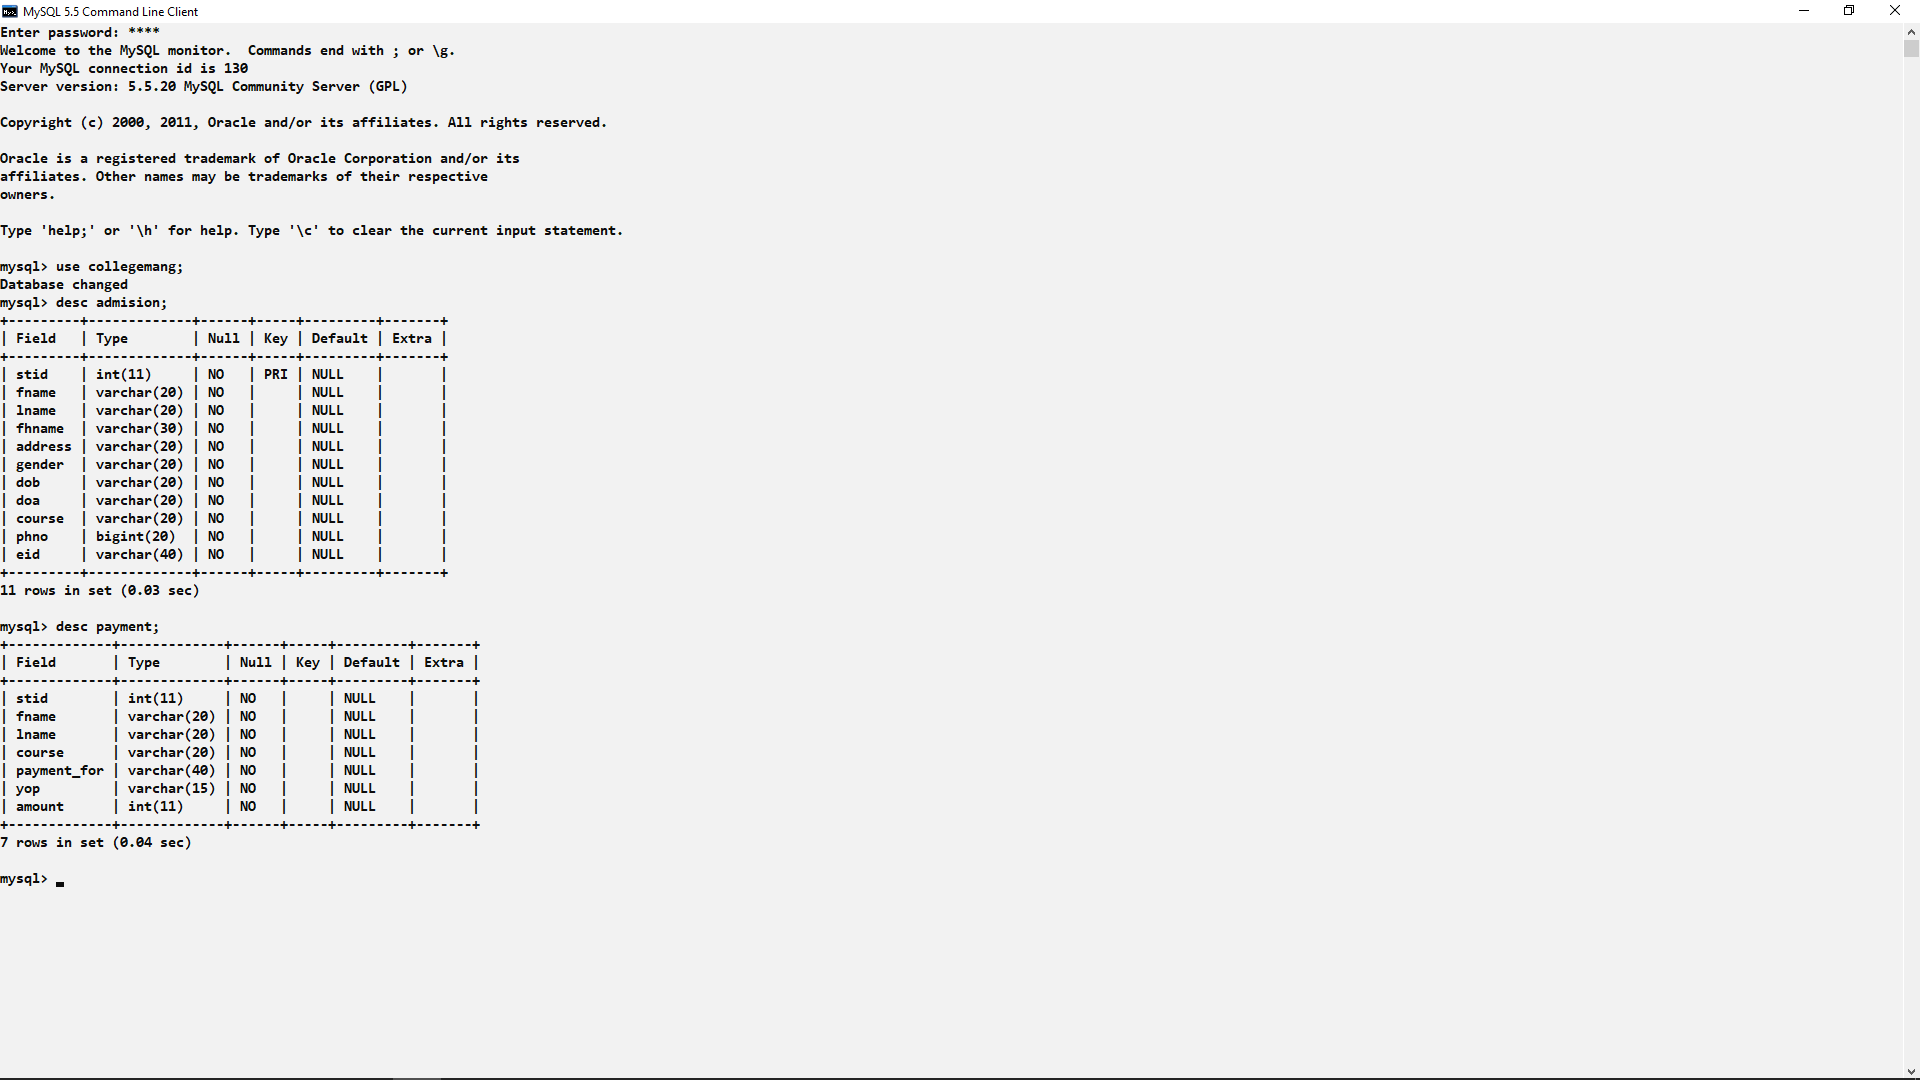 MySQL 5.5 Command Line Client
Enter password: ****
Welcome to the MySQL monitor.  Commands end with ; or \g.
Your MySQL connection id is 130
Server version: 5.5.20 MySQL Community Server (GPL)
Copyright (c) 2000, 2011, Oracle and/or its affiliates. All rights reserved.
Oracle is a registered trademark of Oracle Corporation and/or its
affiliates. Other names may be trademarks of their respective
owners.
Type 'help;' or '\h' for help. Type '\c' to clear the current input statement.
mysql> use collegemang;
Database changed
mysql> desc admision;
+---------+-------------+------+-----+---------+-------+
| Field   | Type        | Null | Key | Default | Extra |
+---------+-------------+------+-----+---------+-------+
| stid    | int(11)     | NO   | PRI | NULL    |       |
| fname   | varchar(20) | NO   |     | NULL    |       |
| lname   | varchar(20) | NO   |     | NULL    |       |
| fhname  | varchar(30) | NO   |     | NULL    |       |
| address | varchar(20) | NO   |     | NULL    |       |
| gender  | varchar(20) | NO   |     | NULL    |       |
| dob     | varchar(20) | NO   |     | NULL    |       |
| doa     | varchar(20) | NO   |     | NULL    |       |
| course  | varchar(20) | NO   |     | NULL    |       |
| phno    | bigint(20)  | NO   |     | NULL    |       |
| eid     | varchar(40) | NO   |     | NULL    |       |
+---------+-------------+------+-----+---------+-------+
11 rows in set (0.03 sec)
mysql> desc payment;
+-------------+-------------+------+-----+---------+-------+
| Field       | Type        | Null | Key | Default | Extra |
+-------------+-------------+------+-----+---------+-------+
| stid        | int(11)     | NO   |     | NULL    |       |
| fname       | varchar(20) | NO   |     | NULL    |       |
| lname       | varchar(20) | NO   |     | NULL    |       |
| course      | varchar(20) | NO   |     | NULL    |       |
| payment_for | varchar(40) | NO   |     | NULL    |       |
| yop         | varchar(15) | NO   |     | NULL    |       |
| amount      | int(11)     | NO   |     | NULL    |       |
+-------------+-------------+------+-----+---------+-------+
7 rows in set (0.04 sec)
mysql>